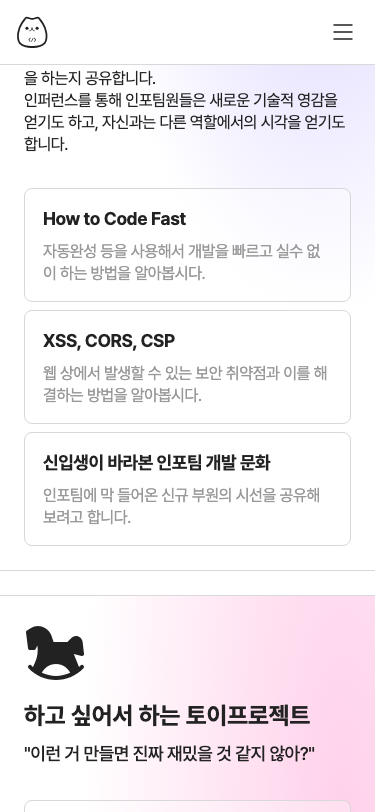 을 하는지 공유합니다.
인퍼런스를 통해 인포팀원들은 새로운 기술적 영감을
얻기도 하고, 자신과는 다른 역할에서의 시각을 얻기도
합니다.
How to Code Fast
자동완성 등을 사용해서 개발을 빠르고 실수 없
이 하는 방법을 알아봅시다.
XSS, CORS, CSP
웹 상에서 발생할 수 있는 보안 취약점과 이를 해
결하는 방법을 알아봅시다.
신입생이 바라본 인포팀 개발 문화
인포팀에 막 들어온 신규 부원의 시선을 공유해
보려고 합니다.
하고 싶어서 하는 토이프로젝트
"이런 거 만들면 진짜 재밌을 것 같지 않아?"